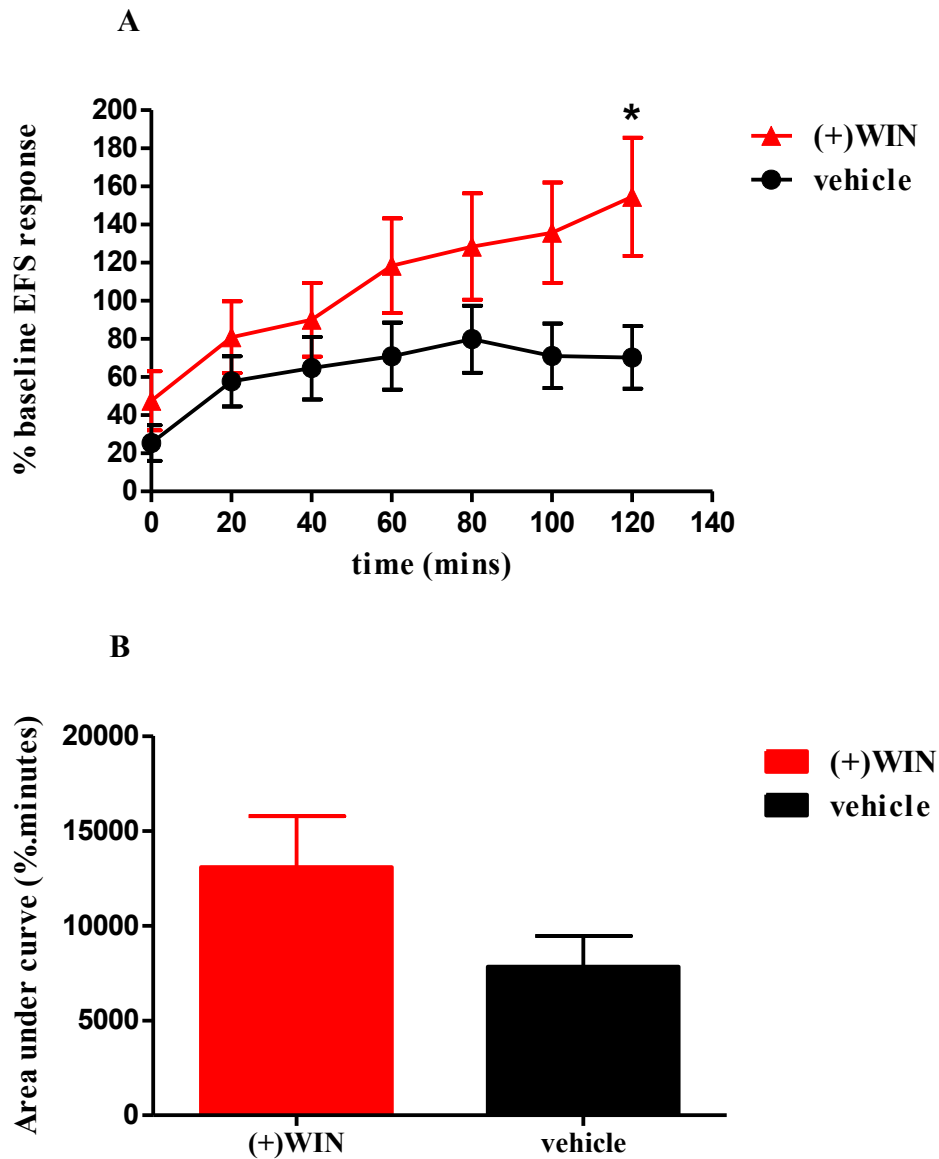 A
% baseline EFS response
200
180
160
140
120
100
80
60
40
20
0
*
0 20 40 60 80 100 120 140
time (mins)
(+)WIN
vehicle
B
Area under curve (%.minutes)
20000
15000
10000
5000
0
(+)WIN vehicle
(+)WIN
vehicle